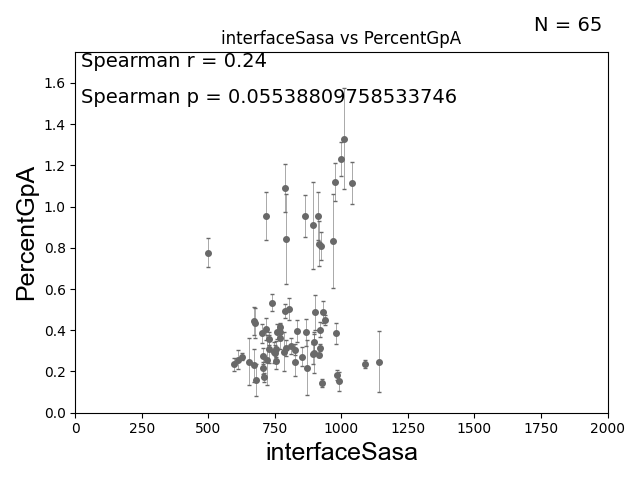 N = 65
interfaceSasa vs PercentGpA
Spearman r = 0.24
Spearman p = 0.05538809758533746
PercentGpA
1.6
1.4
1.2
1.0
0.8
0.6
0.4
0.2
0.0
0 250 500 750 1000 1250 1500 1750 2000
interfaceSasa